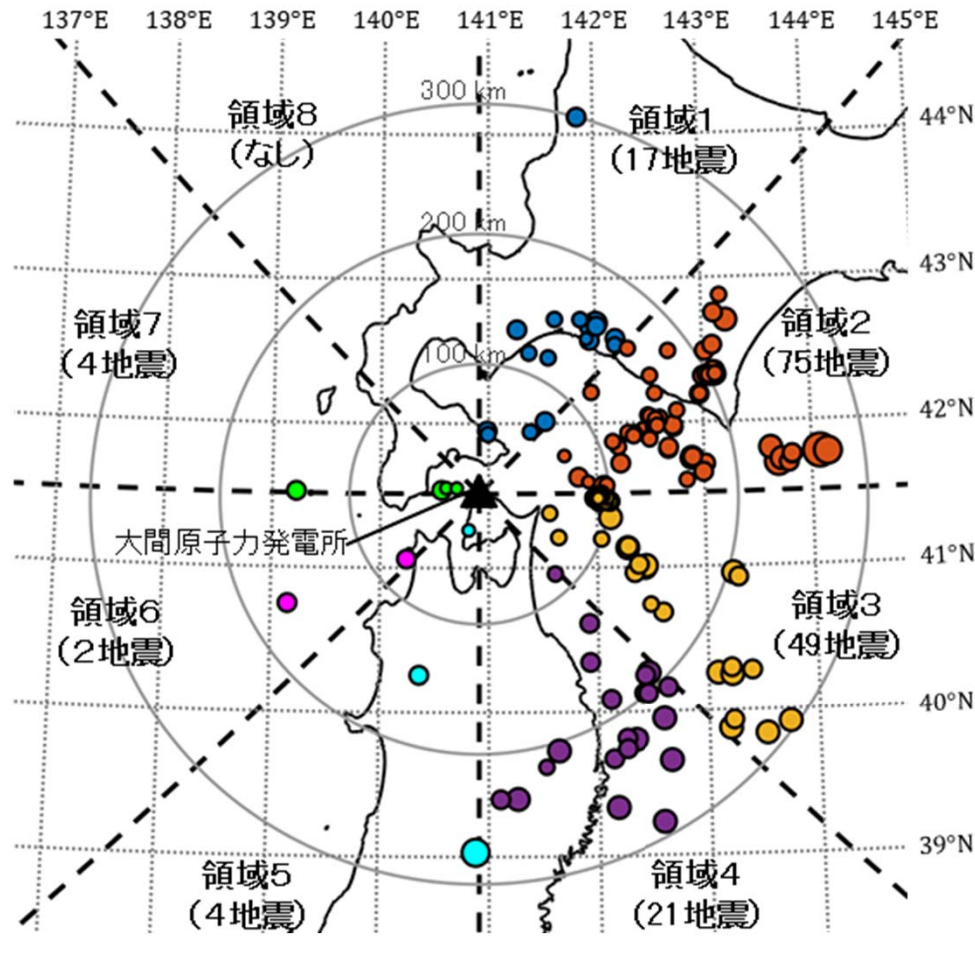 137°E 138°E 139°E 140°E 141°E 142°E 143°E 144°E 145°E
300 km
44°N
領域8
(なし)
領域1
(17地震)
200 km
43°N
領域7
(4地震)
領域2
(75地震)
100 km
42°N
大間原子力発電所
41°N
領域6
(2地震)
領域3
(49地震)
40°N
39°N
領域5
(4地震)
領域4
(21地震)